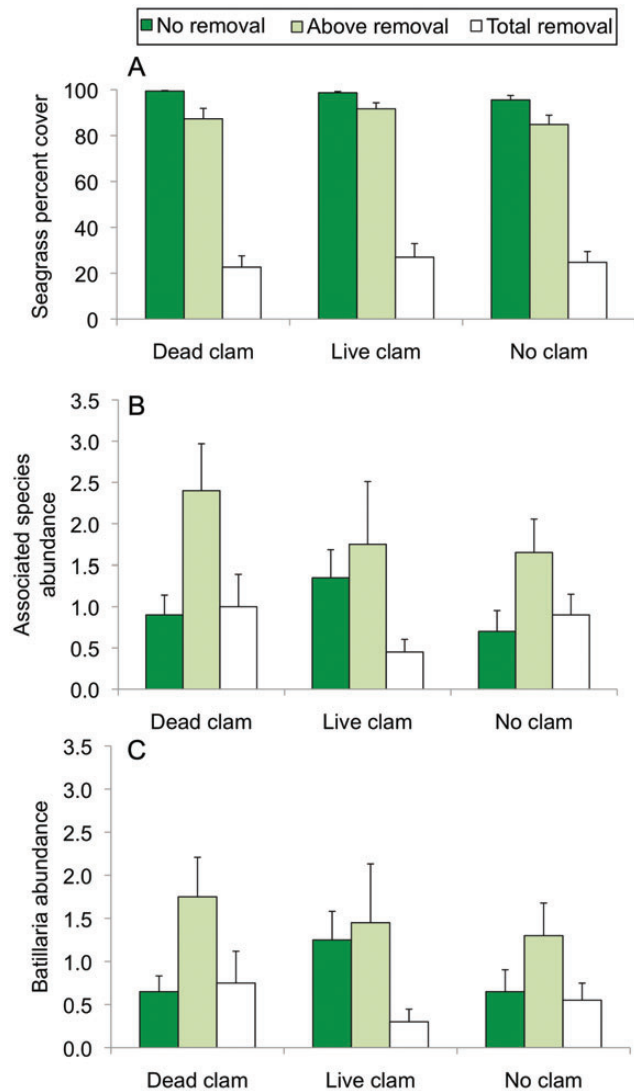 No removal Above removal Total removal
A
Seagrass percent cover
100
80
60
40
20
0
Dead clam Live clam No clam
B
Associated species
abundance
3.5
3.0
2.5
2.0
1.5
1.0
0.5
0.0
Dead clam Live clam No clam
C
Batillaria abundance
3.5
3.0
2.5
2.0
1.5
1.0
0.5
0.0
Dead clam Live clam No clam